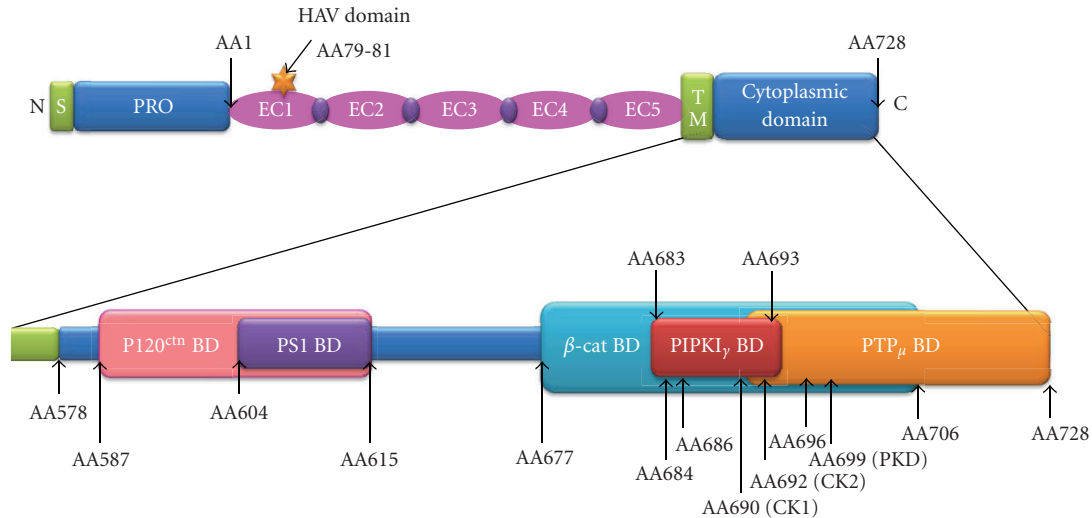 HAV domain
AA1
AA79-81
AA728
N
S
PRO
EC1
EC2
EC3
EC4
EC5
T
M
Cytoplasmic
domain
C
AA683
AA693
P120ctn BD
PS1 BD
β-cat BD
PIPKIγ BD
PTPμ BD
AA578
AA604
AA587
AA615
AA677
AA686
AA684
AA696
AA706
AA728
AA699 (PKD)
AA692 (CK2)
AA690 (CK1)